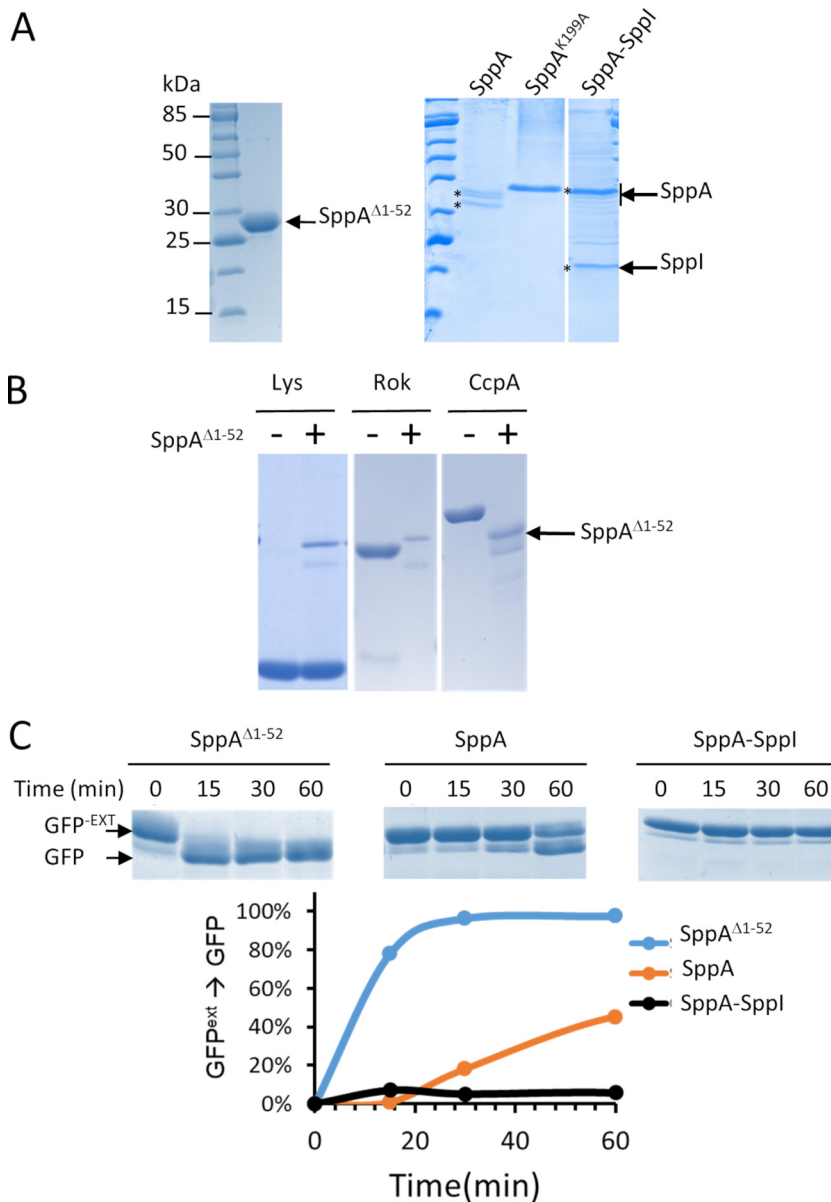 A
kDa
85
50
30
25
15
SppA^Δ1-52
SppA
SppA^K199A
SppA-SppI
*
*
*
SppA
*
SppI
B
Lys Rok CcpA
SppA^Δ1-52 - + - + - +
SppA^Δ1-52
C
SppA^Δ1-52 SppA SppA-SppI
Time (min) 0 15 30 60 0 15 30 60 0 15 30 60
GFP^-EXT
GFP
GFP^ext → GFP
100%
80%
60%
40%
20%
0%
SppA^Δ1-52
SppA
SppA-SppI
0 20 40 60
Time(min)